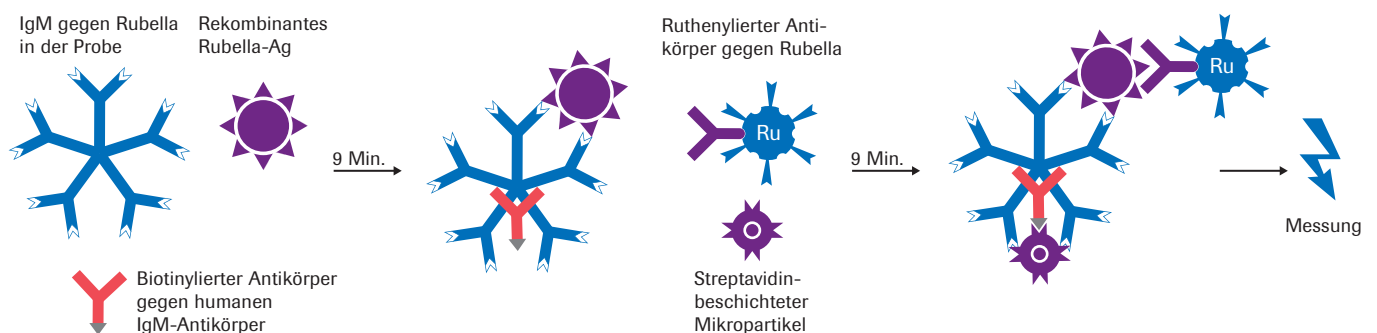 IgM gegen Rubella
in der Probe
Rekombinantes
Rubella-Ag
9 Min.
Biotinylierter Antikörper
gegen humanen
IgM-Antikörper
Ruthenylierter Anti-
körper gegen Rubella
Ru
Streptavidin-
beschichteter
Mikropartikel
9 Min.
Ru
Messung